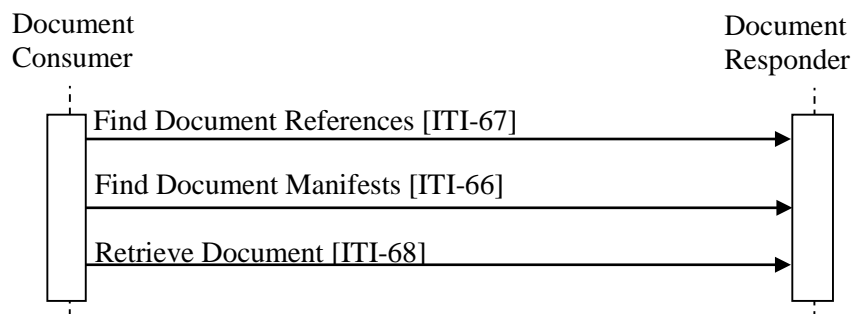 Document
Consumer
Document
Responder
Find Document References [ITI-67]
Find Document Manifests [ITI-66]
Retrieve Document [ITI-68]